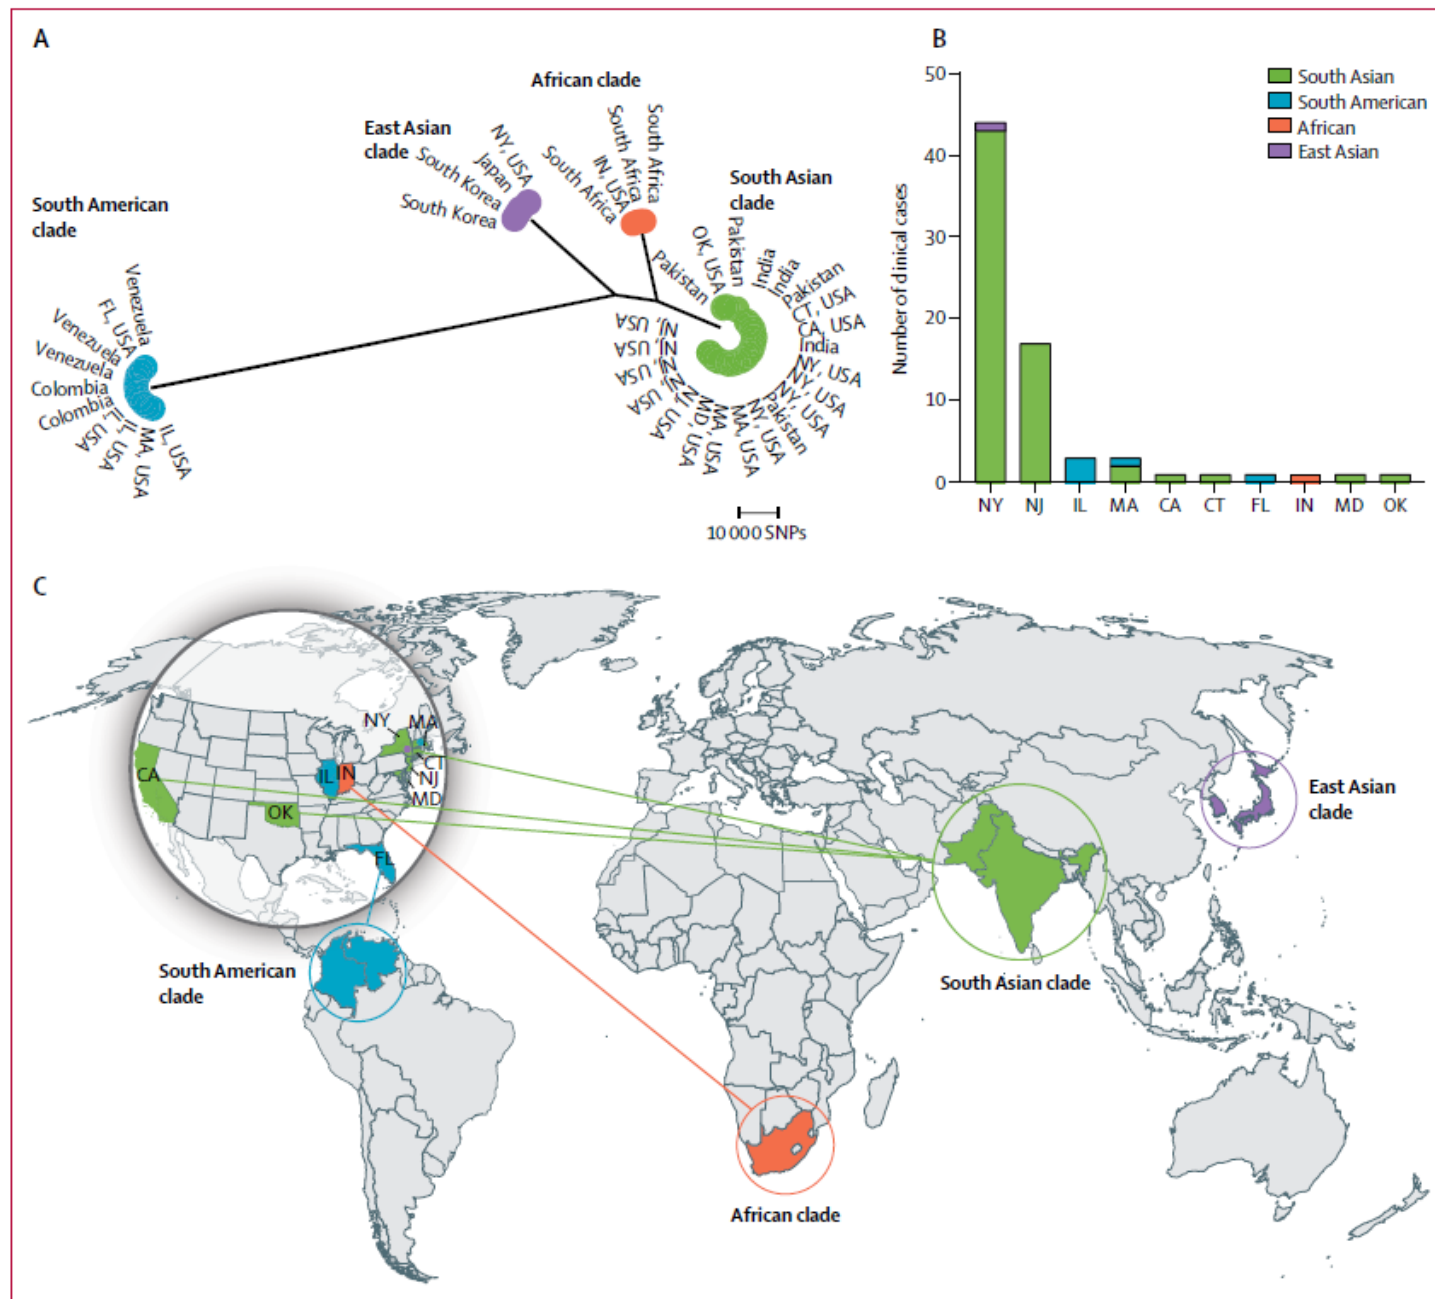 A
South American
clade
Venezuela
FL, USA
Venezuela
Venezuela
Colombia
Colombia
IL, USA
IL, USA
MA, USA
IL, USA
East Asian
clade
South Korea
South Korea
Japan
NY, USA
African clade
South Africa
IN, USA
South Africa
South Africa
South Asian
clade
Pakistan
OK, USA
Pakistan
India
India
Pakistan
CT, USA
CA, USA
India
NY, USA
NY, USA
NY, USA
Pakistan
NY, USA
MA, USA
MA, USA
MD, USA
NJ, USA
NJ, USA
NJ, USA
NJ, USA
10 000 SNPs
B
Number of clinical cases
50
40
30
20
10
0
NY NJ IL MA CA CT FL IN MD OK
South Asian
South American
African
East Asian
C
NY
MA
CT
NJ
MD
CA
IL
IN
OK
FL
South American
clade
African clade
South Asian clade
East Asian
clade